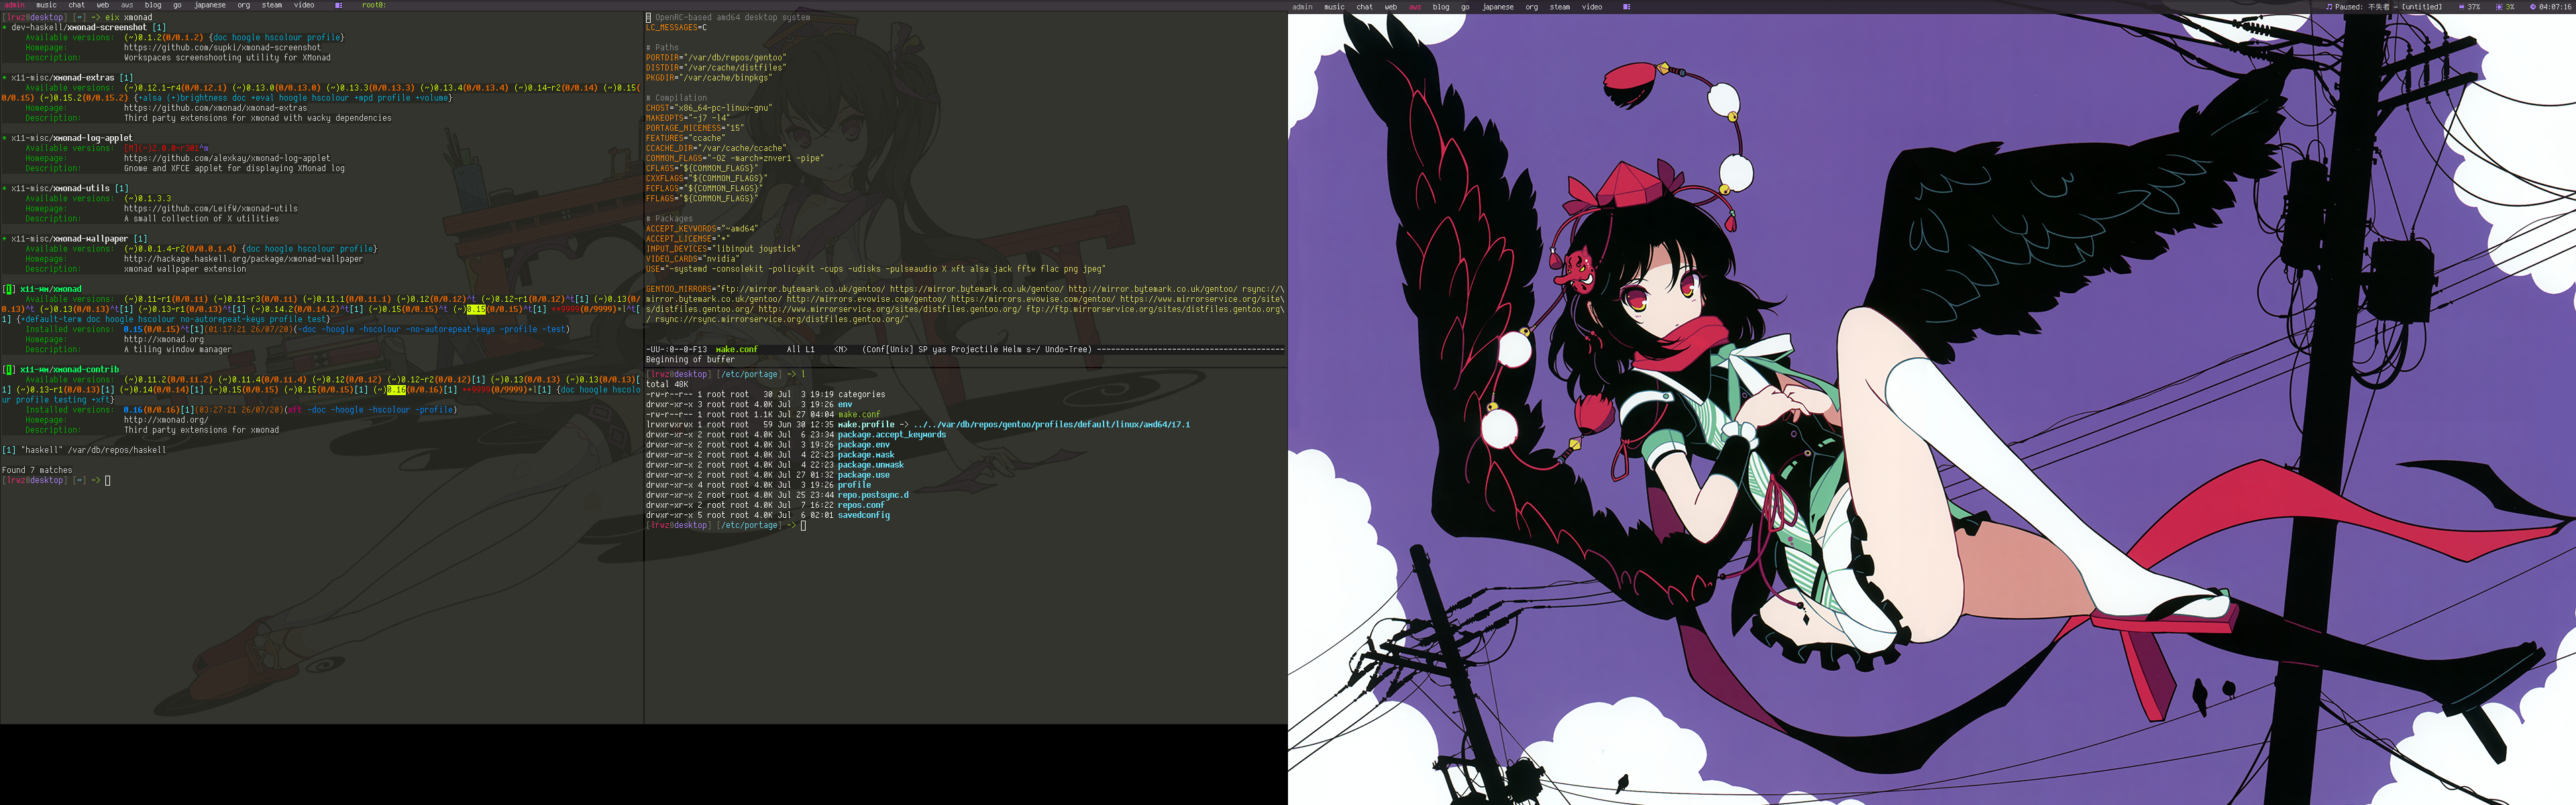 admin music chat web aws blog go japanese org steam video root@:
[lrwz@desktop] [~] -> eix xmonad
* dev-haskell/xmonad-screenshot [1]
Available versions: (~)0.1.2(0/0.1.2) {doc hoogle hscolour profile}
Homepage: https://github.com/supki/xmonad-screenshot
Description: Workspaces screenshooting utility for XMonad
* x11-misc/xmonad-extras [1]
Available versions: (~)0.12.1-r4(0/0.12.1) (~)0.13.0(0/0.13.0) (~)0.13.3(0/0.13.3) (~)0.13.4(0/0.13.4) (~)0.14-r2(0/0.14) (~)0.15(
0/0.15) (~)0.15.2(0/0.15.2) {+alsa (+)brightness doc +eval hoogle hscolour +mpd profile +volume}
Homepage: https://github.com/xmonad/xmonad-extras
Description: Third party extensions for xmonad with wacky dependencies
* x11-misc/xmonad-log-applet
Available versions: [M](~)2.0.0-r301^m
Homepage: https://github.com/alexkay/xmonad-log-applet
Description: Gnome and XFCE applet for displaying XMonad log
* x11-misc/xmonad-utils [1]
Available versions: (~)0.1.3.3
Homepage: https://github.com/LeifW/xmonad-utils
Description: A small collection of X utilities
* x11-misc/xmonad-wallpaper [1]
Available versions: (~)0.0.1.4-r2(0/0.0.1.4) {doc hoogle hscolour profile}
Homepage: http://hackage.haskell.org/package/xmonad-wallpaper
Description: xmonad wallpaper extension
[I] x11-wm/xmonad
Available versions: (~)0.11-r1(0/0.11) (~)0.11-r3(0/0.11) (~)0.11.1(0/0.11.1) (~)0.12(0/0.12)^t (~)0.12-r1(0/0.12)^t[1] (~)0.13(0/
0.13)^t (~)0.13(0/0.13)^t[1] (~)0.13-r1(0/0.13)^t[1] (~)0.14.2(0/0.14.2)^t[1] (~)0.15(0/0.15)^t (~)0.15(0/0.15)^t[1] **9999(0/9999)*l^t[
1] {+default-term doc hoogle hscolour no-autorepeat-keys profile test}
Installed versions: 0.15(0/0.15)^t[1](01:17:21 26/07/20)(-doc -hoogle -hscolour -no-autorepeat-keys -profile -test)
Homepage: http://xmonad.org
Description: A tiling window manager
[I] x11-wm/xmonad-contrib
Available versions: (~)0.11.2(0/0.11.2) (~)0.11.4(0/0.11.4) (~)0.12(0/0.12) (~)0.12-r2(0/0.12)[1] (~)0.13(0/0.13) (~)0.13(0/0.13)[
1] (~)0.13-r1(0/0.13)[1] (~)0.14(0/0.14)[1] (~)0.15(0/0.15) (~)0.15(0/0.15)[1] (~)0.16(0/0.16)[1] **9999(0/9999)*l[1] {doc hoogle hscolo
ur profile testing +xft}
Installed versions: 0.16(0/0.16)[1](03:27:21 26/07/20)(xft -doc -hoogle -hscolour -profile)
Homepage: http://xmonad.org/
Description: Third party extensions for xmonad
[1] "haskell" /var/db/repos/haskell
Found 7 matches
[lrwz@desktop] [~] ->
# OpenRC-based amd64 desktop system
LC_MESSAGES=C
# Paths
PORTDIR="/var/db/repos/gentoo"
DISTDIR="/var/cache/distfiles"
PKGDIR="/var/cache/binpkgs"
# Compilation
CHOST="x86_64-pc-linux-gnu"
MAKEOPTS="-j7 -l4"
PORTAGE_NICENESS="15"
FEATURES="ccache"
CCACHE_DIR="/var/cache/ccache"
COMMON_FLAGS="-O2 -march=znver1 -pipe"
CFLAGS="${COMMON_FLAGS}"
CXXFLAGS="${COMMON_FLAGS}"
FCFLAGS="${COMMON_FLAGS}"
FFLAGS="${COMMON_FLAGS}"
# Packages
ACCEPT_KEYWORDS="~amd64"
ACCEPT_LICENSE="*"
INPUT_DEVICES="libinput joystick"
VIDEO_CARDS="nvidia"
USE="-systemd -consolekit -policykit -cups -udisks -pulseaudio X xft alsa jack fftw flac png jpeg"
GENTOO_MIRRORS="ftp://mirror.bytemark.co.uk/gentoo/ https://mirror.bytemark.co.uk/gentoo/ http://mirror.bytemark.co.uk/gentoo/ rsync://\
mirror.bytemark.co.uk/gentoo/ http://mirrors.evowise.com/gentoo/ https://mirrors.evowise.com/gentoo/ https://www.mirrorservice.org/site\
s/distfiles.gentoo.org/ http://www.mirrorservice.org/sites/distfiles.gentoo.org/ ftp://ftp.mirrorservice.org/sites/distfiles.gentoo.org\
/ rsync://rsync.mirrorservice.org/distfiles.gentoo.org/"
-UU-:@--@-F13 make.conf All L1 <N> (Conf[Unix] SP yas Projectile Helm s-/ Undo-Tree) ----------------------------------------
Beginning of buffer
[lrwz@desktop] [/etc/portage] -> l
total 48K
-rw-r--r-- 1 root root 30 Jul 3 19:19 categories
drwxr-xr-x 3 root root 4.0K Jul 3 19:26 env
-rw-r--r-- 1 root root 1.1K Jul 27 04:04 make.conf
lrwxrwxrwx 1 root root 59 Jun 30 12:35 make.profile -> ../../var/db/repos/gentoo/profiles/default/linux/amd64/17.1
drwxr-xr-x 2 root root 4.0K Jul 6 23:34 package.accept_keywords
drwxr-xr-x 2 root root 4.0K Jul 3 19:26 package.env
drwxr-xr-x 2 root root 4.0K Jul 4 22:23 package.mask
drwxr-xr-x 2 root root 4.0K Jul 4 22:23 package.unmask
drwxr-xr-x 2 root root 4.0K Jul 27 01:32 package.use
drwxr-xr-x 4 root root 4.0K Jul 3 19:26 profile
drwxr-xr-x 2 root root 4.0K Jul 25 23:44 repo.postsync.d
drwxr-xr-x 2 root root 4.0K Jul 7 16:22 repos.conf
drwxr-xr-x 5 root root 4.0K Jul 6 02:01 savedconfig
[lrwz@desktop] [/etc/portage] ->
admin music chat web aws blog go japanese org steam video
Paused: 不失者 - [untitled] 37% 3% 04:07:16